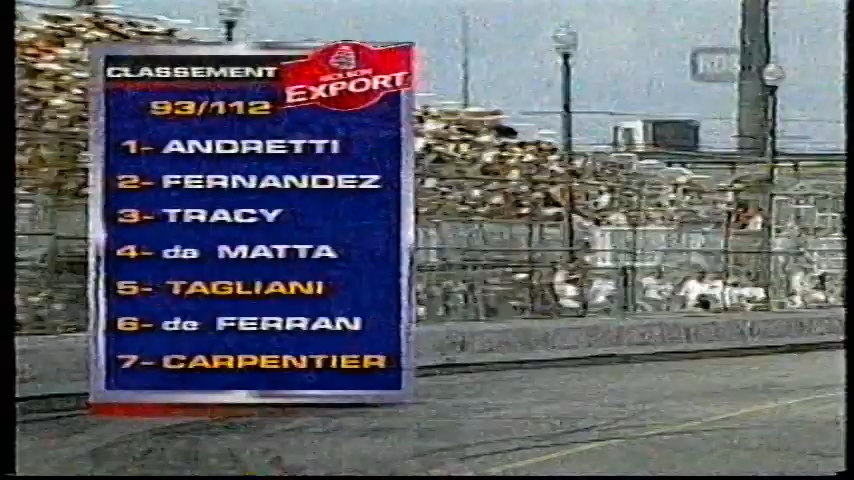 CLASSEMENT
MOLSON
EXPORT
93/112
1- ANDRETTI
2- FERNANDEZ
3- TRACY
4- da MATTA
5- TAGLIANI
6- de FERRAN
7- CARPENTIER